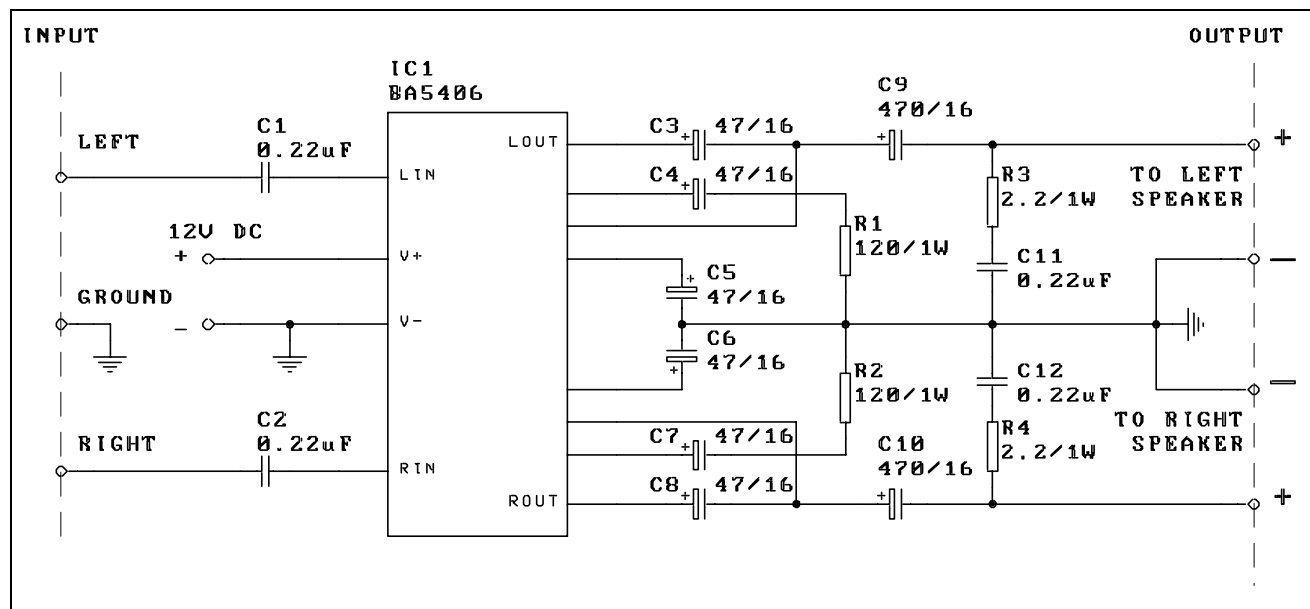 INPUT
OUTPUT
IC1
BA5406
C9
470/16
C1
0.22uF
LEFT
LIN
LOUT
C3
47/16
+
+
+
C4
47/16
+
R3
2.2/1W
TO LEFT
SPEAKER
R1
120/1W
12V DC
+
V+
C5
47/16
+
C11
0.22uF
—
GROUND
–
V-
C6
47/16
+
R2
120/1W
C12
0.22uF
—
C2
0.22uF
RIGHT
RIN
C7
47/16
+
C10
470/16
+
R4
2.2/1W
TO RIGHT
SPEAKER
C8
47/16
+
ROUT
+